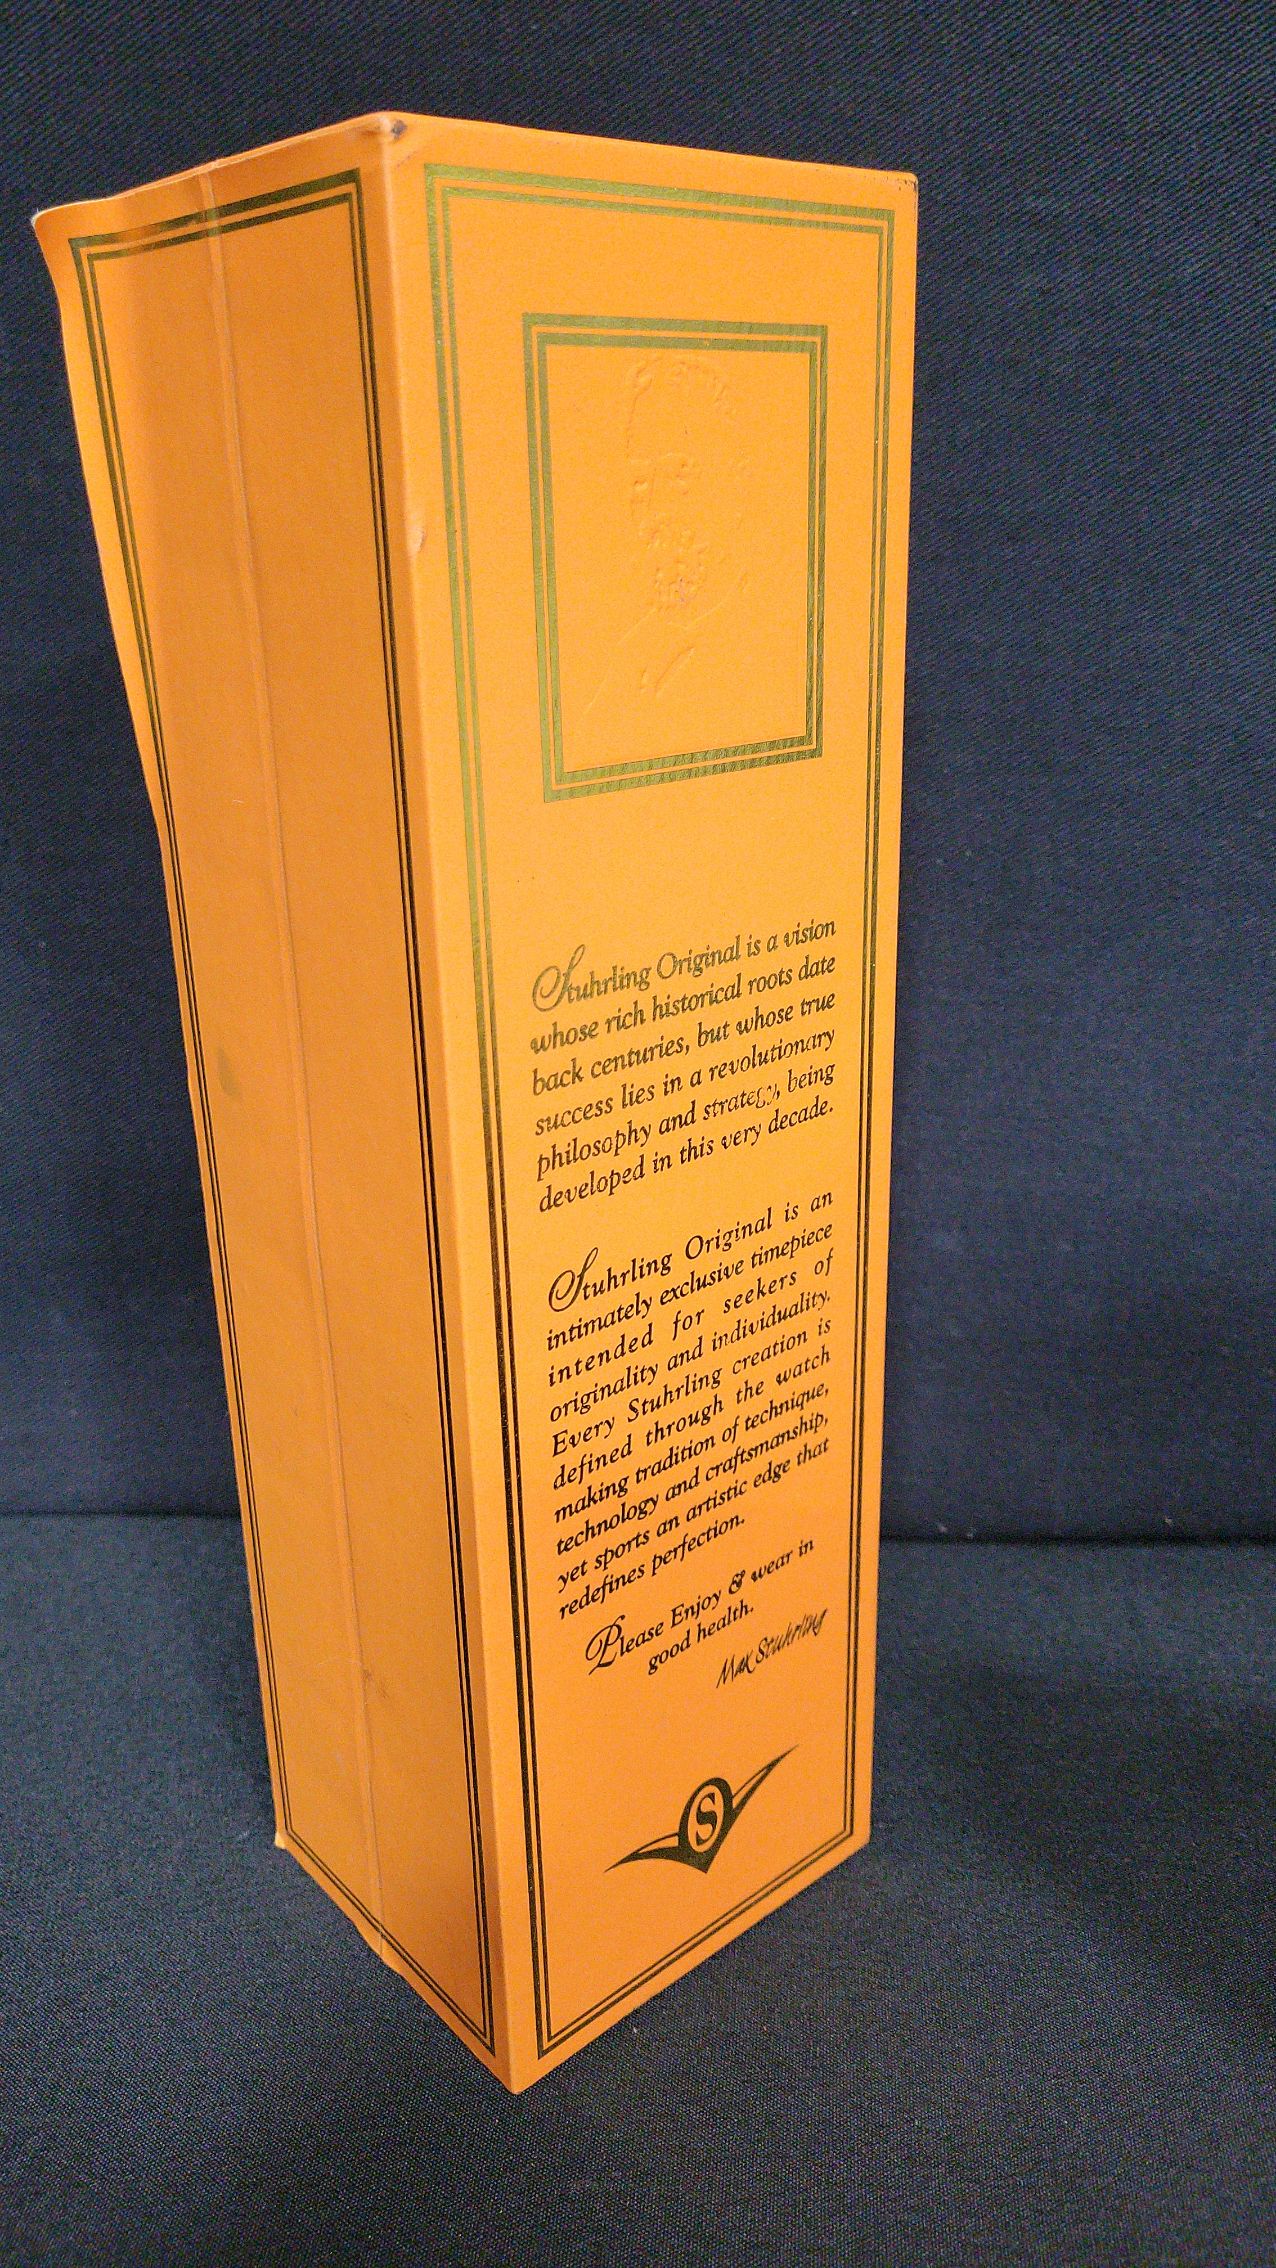 Stuhrling Original is a vision
whose rich historical roots date
back centuries, but whose true
success lies in a revolutionary
philosophy and strategy, being
developed in this very decade.
Stuhrling Original is an
intimately exclusive timepiece
intended for seekers of
originality and individuality.
Every Stuhrling creation is
defined through the watch
making tradition of technique,
technology and craftsmanship,
yet sports an artistic edge that
redefines perfection.
Please Enjoy & wear in
good health.
Max Stuhrling
S